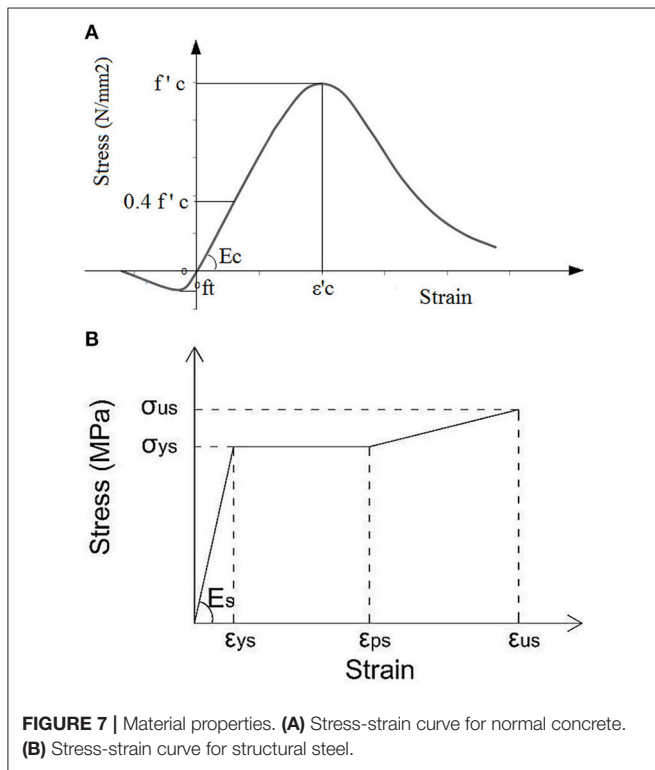 A
Stress (N/mm2)
f'c
0.4 f'c
Ec
0
0
ft
ε'c
Strain
B
Stress (MPa)
σus
σys
Es
εys
εps
εus
Strain
FIGURE 7 | Material properties. (A) Stress-strain curve for normal concrete.
(B) Stress-strain curve for structural steel.